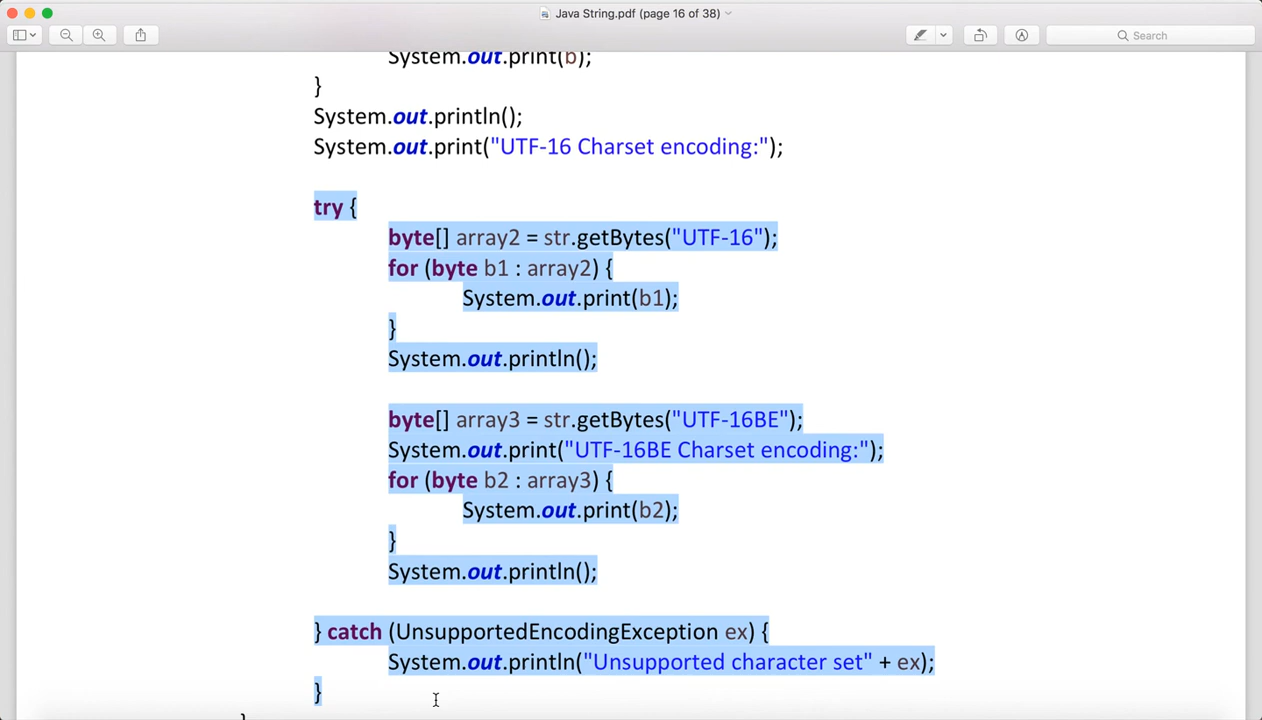 Java String.pdf (page 16 of 38)
Search
System.out.print(b);
}
System.out.println();
System.out.print("UTF-16 Charset encoding:");
try {
byte[] array2 = str.getBytes("UTF-16");
for (byte b1 : array2) {
System.out.print(b1);
}
System.out.println();
byte[] array3 = str.getBytes("UTF-16BE");
System.out.print("UTF-16BE Charset encoding:");
for (byte b2 : array3) {
System.out.print(b2);
}
System.out.println();
} catch (UnsupportedEncodingException ex) {
System.out.println("Unsupported character set" + ex);
}